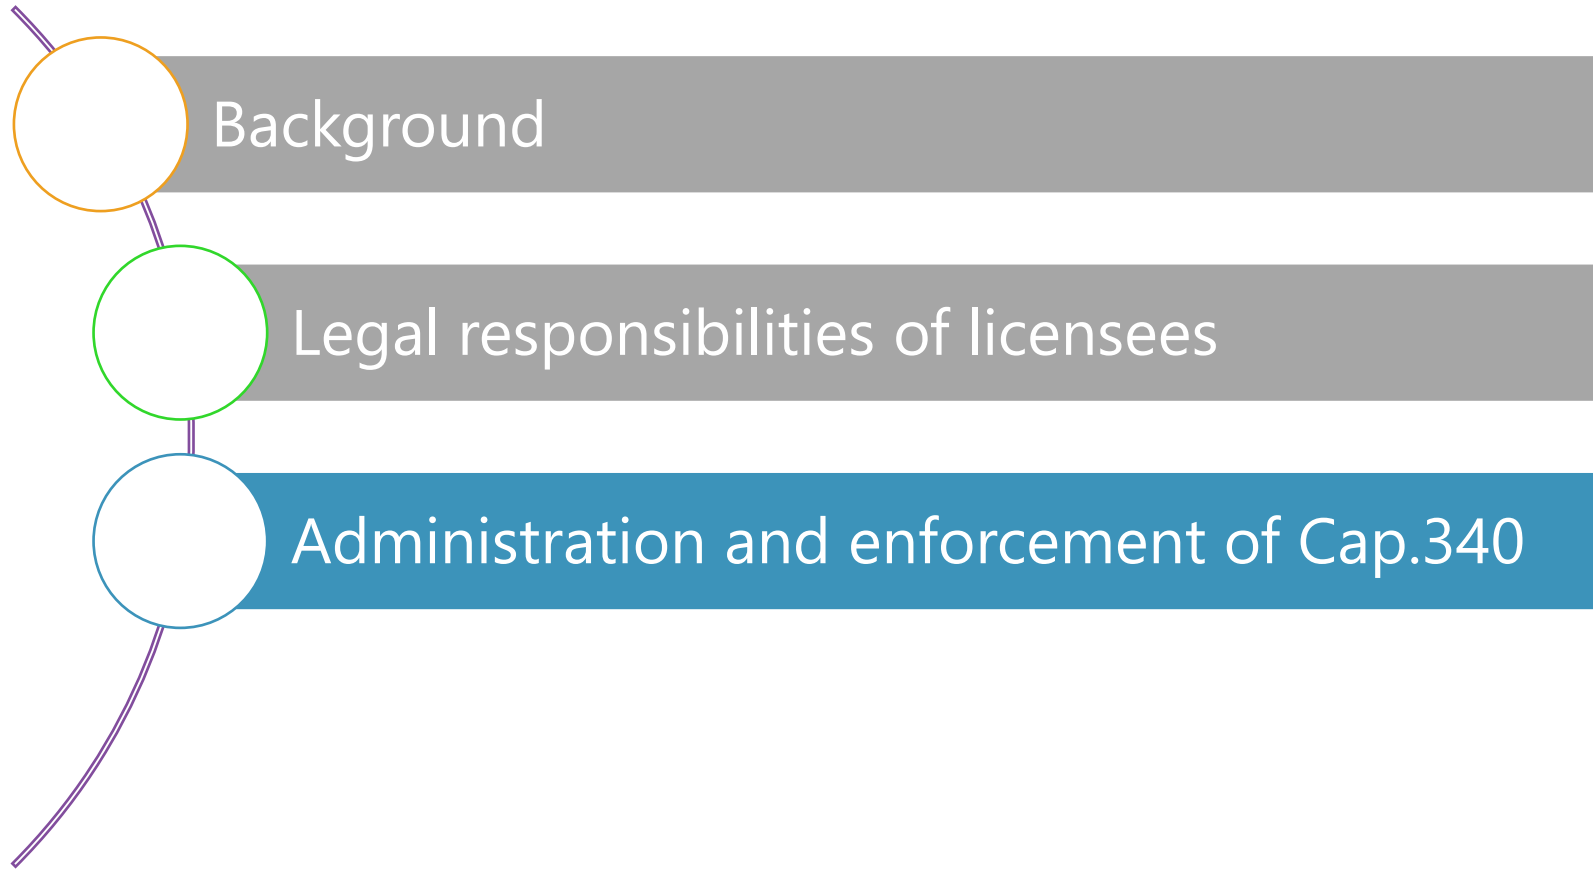 Background
Legal responsibilities of licensees
Administration and enforcement of Cap.340